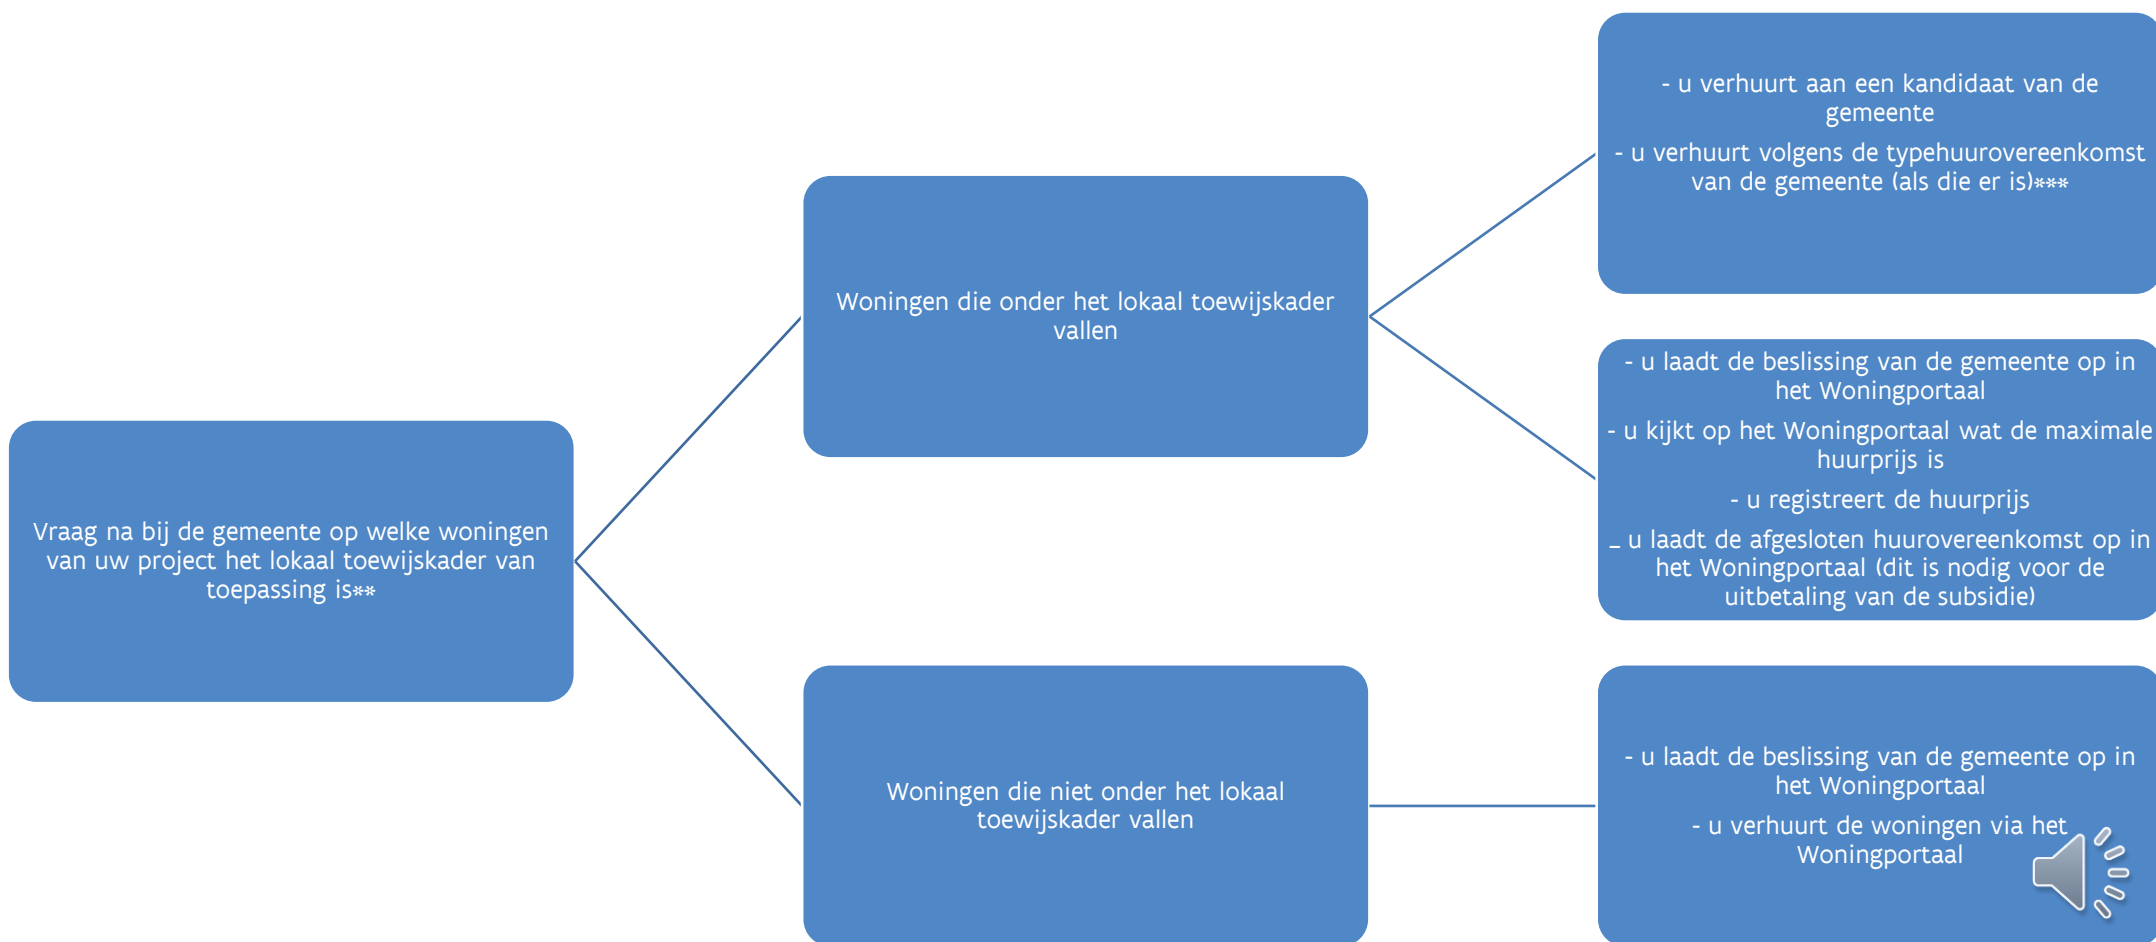 Vraag na bij de gemeente op welke woningen
van uw project het lokaal toewijskader van
toepassing is**
Woningen die onder het lokaal toewijskader
vallen
- u verhuurt aan een kandidaat van de
gemeente
- u verhuurt volgens de typehuurovereenkomst
van de gemeente (als die er is)***
- u laadt de beslissing van de gemeente op in
het Woningportaal
- u kijkt op het Woningportaal wat de maximale
huurprijs is
- u registreert de huurprijs
– u laadt de afgesloten huurovereenkomst op in
het Woningportaal (dit is nodig voor de
uitbetaling van de subsidie)
Woningen die niet onder het lokaal
toewijskader vallen
- u laadt de beslissing van de gemeente op in
het Woningportaal
- u verhuurt de woningen via het
Woningportaal